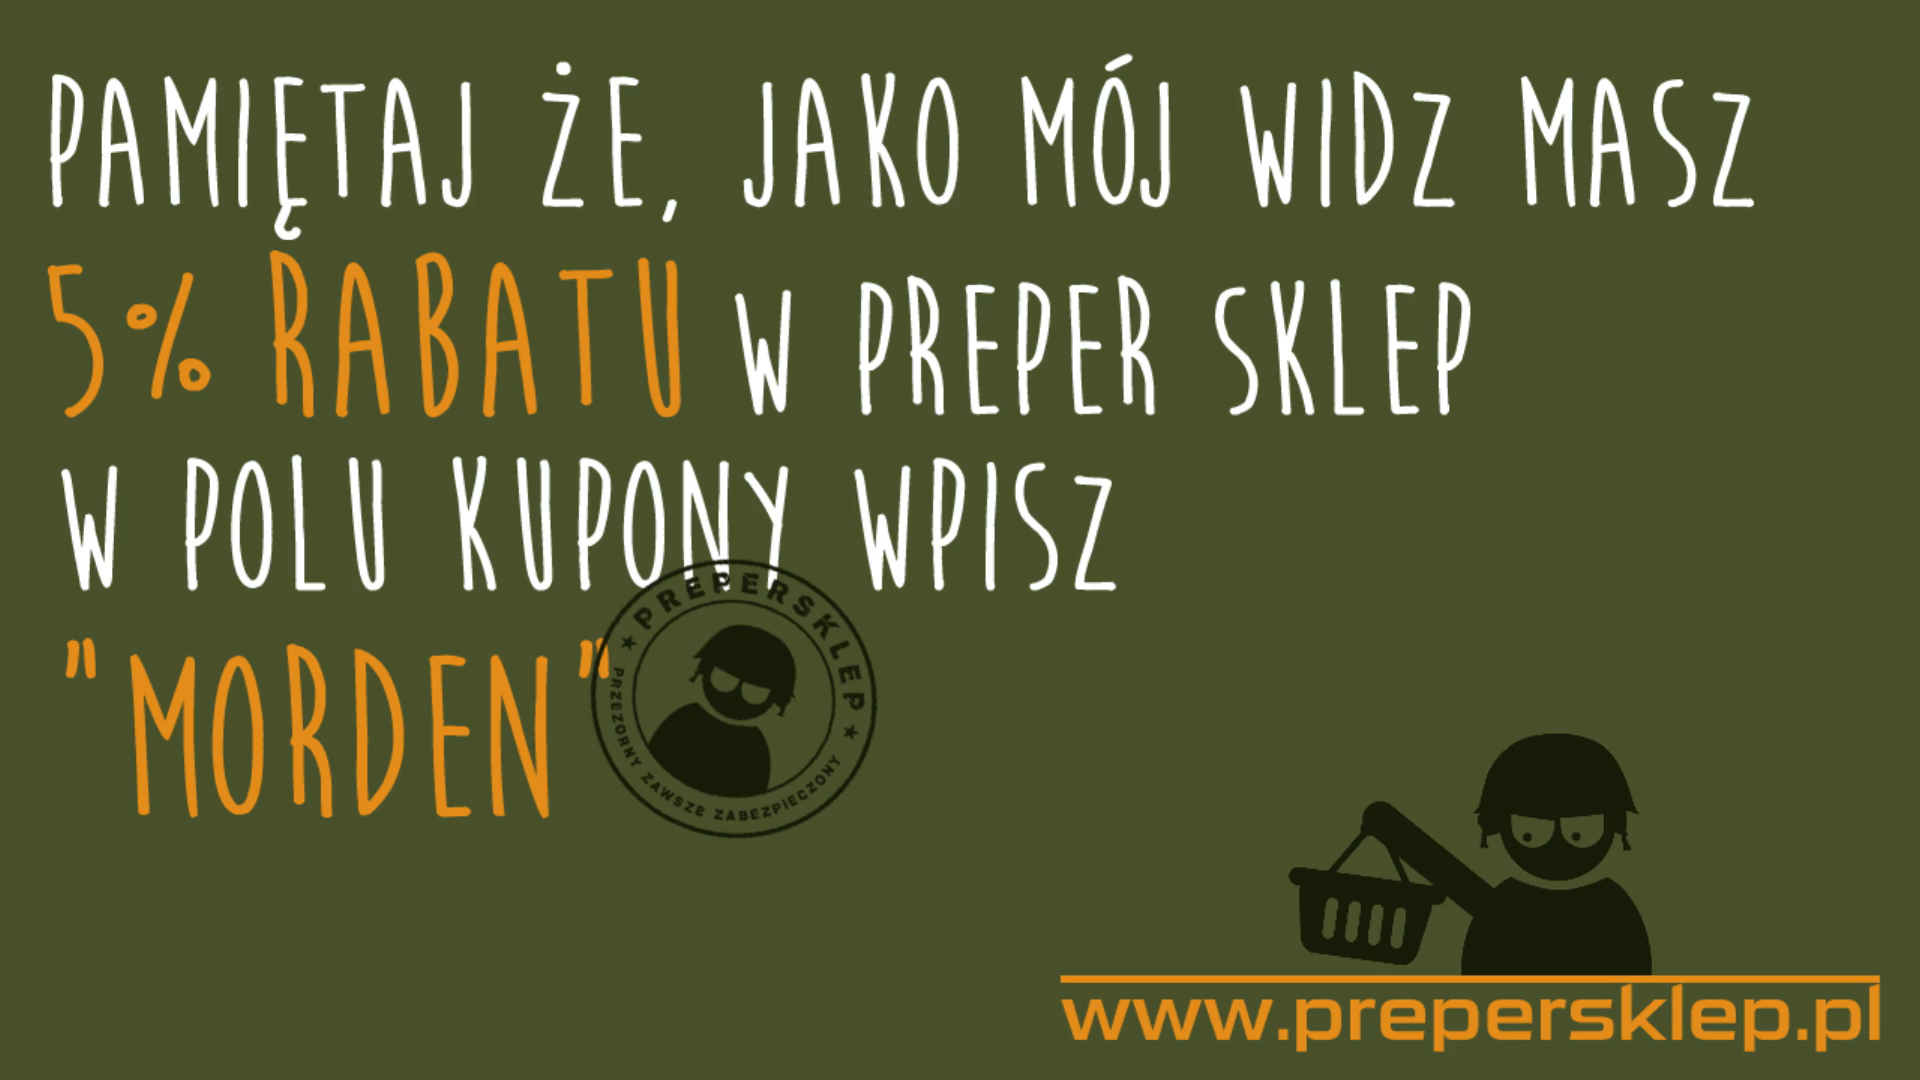 PAMIĘTAJ ŻE, JAKO MÓJ WIDZ MASZ
5% RABATU W PREPER SKLEP
W POLU KUPONY WPISZ
"MORDEN"
PREPERSKLEP
PRZEZORNY ZAWSZE ZABEZPIECZONY
www.prepersklep.pl